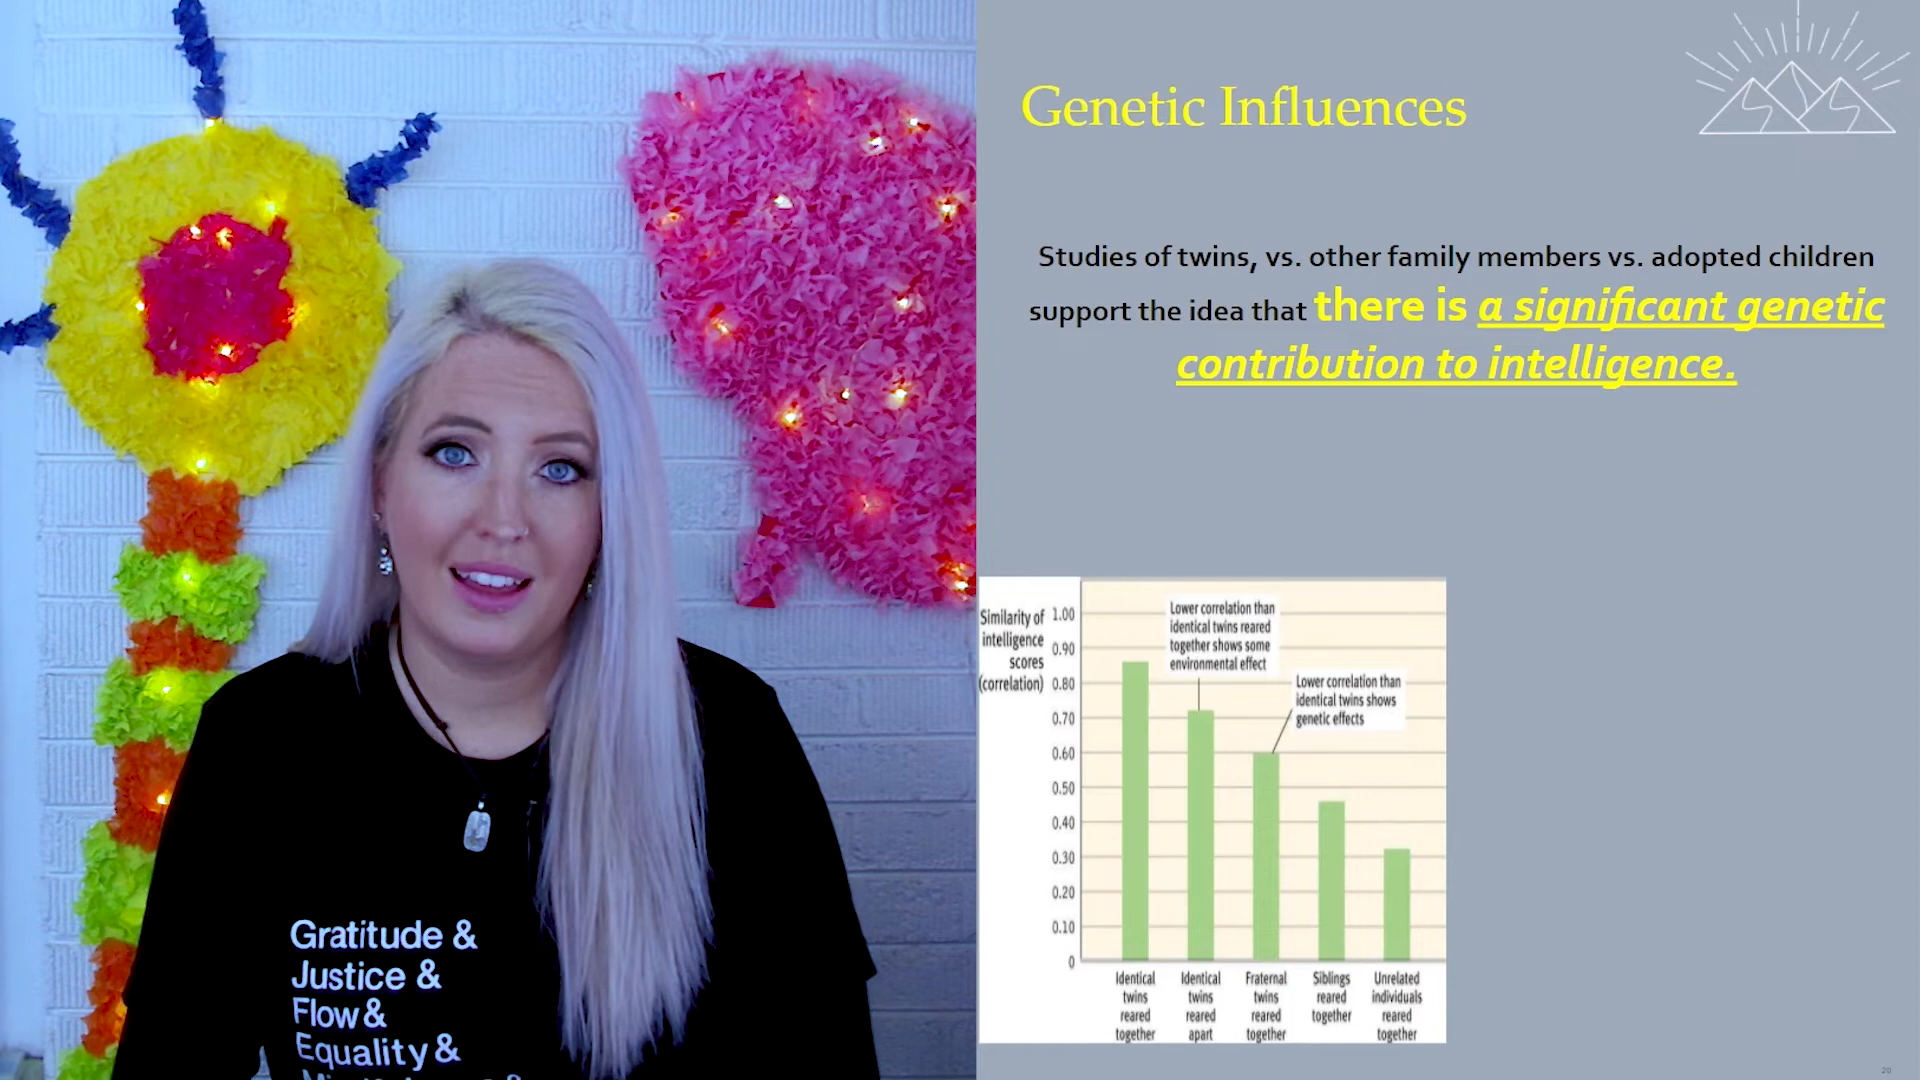 Genetic Influences
Studies of twins, vs. other family members vs. adopted children
support the idea that there is a significant genetic
contribution to intelligence.
Similarity of
intelligence
scores
(correlation)
1.00
0.90
0.80
0.70
0.60
0.50
0.40
0.30
0.20
0.10
0
Lower correlation than
identical twins reared
together shows some
environmental effect
Lower correlation than
identical twins shows
genetic effects
Identical
twins
reared
together
Identical
twins
reared
apart
Fraternal
twins
reared
together
Siblings
reared
together
Unrelated
individuals
reared
together
Gratitude &
Justice &
Flow &
Equality &
20